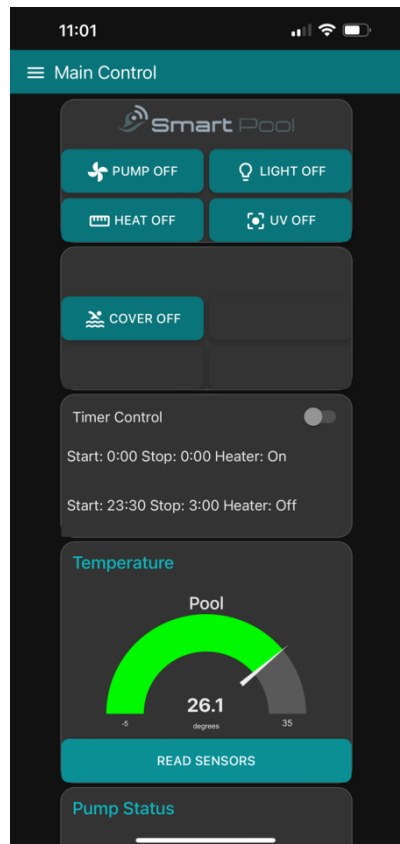 11:01
Main Control
Smart Pool
PUMP OFF
LIGHT OFF
HEAT OFF
UV OFF
COVER OFF
Timer Control
Start: 0:00 Stop: 0:00 Heater: On
Start: 23:30 Stop: 3:00 Heater: Off
Temperature
Pool
26.1
-5 degrees 35
READ SENSORS
Pump Status